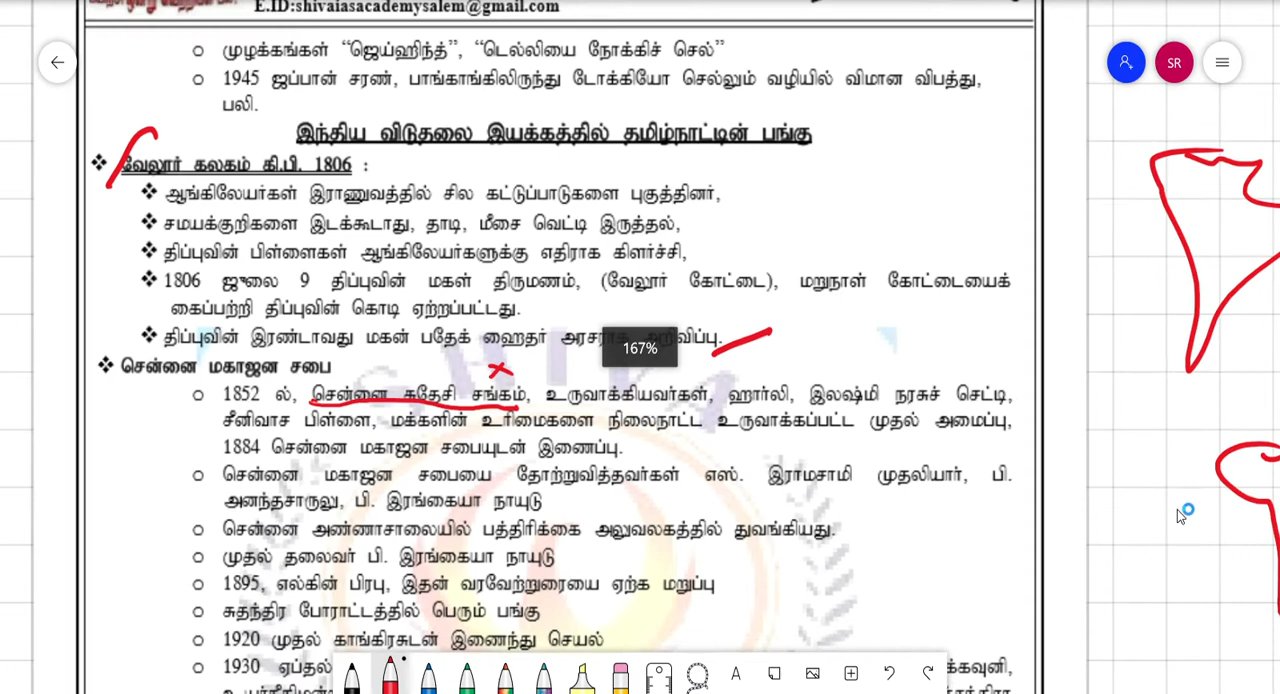 E.ID:shivaiasacademysalem@gmail.com
o முழக்கங்கள் “ஜெய்ஹிந்த்”, “டெல்லியை நோக்கிச் செல்”
o 1945 ஜப்பான் சரண், பாங்காங்கிலிருந்து டோக்கியோ செல்லும் வழியில் விமான விபத்து,
பலி.
SR
இந்திய விடுதலை இயக்கத்தில் தமிழ்நாட்டின் பங்கு
❖ வேலூர் கலகம் கி.பி. 1806 :
❖ ஆங்கிலேயர்கள் இராணுவத்தில் சில கட்டுப்பாடுகளை புகுத்தினர்,
❖ சமயக்குறிகளை இடக்கூடாது, தாடி, மீசை வெட்டி இருத்தல்,
❖ திப்புவின் பிள்ளைகள் ஆங்கிலேயர்களுக்கு எதிராக கிளர்ச்சி,
❖ 1806 ஜுலை 9 திப்புவின் மகள் திருமணம், (வேலூர் கோட்டை), மறுநாள் கோட்டையைக்
கைப்பற்றி திப்புவின் கொடி ஏற்றப்பட்டது.
❖ திப்புவின் இரண்டாவது மகன் பதேக் ஹைதர் அரசராக அறிவிப்பு.
167%
❖ சென்னை மகாஜன சபை
SHIVA
o 1852 ல், சென்னை சுதேசி சங்கம், உருவாக்கியவர்கள், ஹார்லி, இலஷ்மி நரசுச் செட்டி,
சீனிவாச பிள்ளை, மக்களின் உரிமைகளை நிலைநாட்ட உருவாக்கப்பட்ட முதல் அமைப்பு,
1884 சென்னை மகாஜன சபையுடன் இணைப்பு.
o சென்னை மகாஜன சபையை தோற்றுவித்தவர்கள் எஸ். இராமசாமி முதலியார், பி.
அனந்தசாருலு, பி. இரங்கையா நாயுடு
o சென்னை அண்ணாசாலையில் பத்திரிக்கை அலுவலகத்தில் துவங்கியது.
o முதல் தலைவர் பி. இரங்கையா நாயுடு
o 1895, எல்கின் பிரபு, இதன் வரவேற்றுரையை ஏற்க மறுப்பு
o சுதந்திர போராட்டத்தில் பெரும் பங்கு
o 1920 முதல் காங்கிரசுடன் இணைந்து செயல்
o 1930 ஏப்தல்